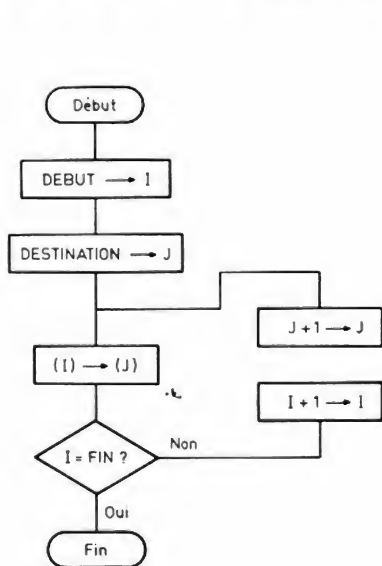 Début
DEBUT → I
DESTINATION → J
J + 1 → J
(I) → (J)
I + 1 → I
I = FIN ?
Non
Oui
Fin